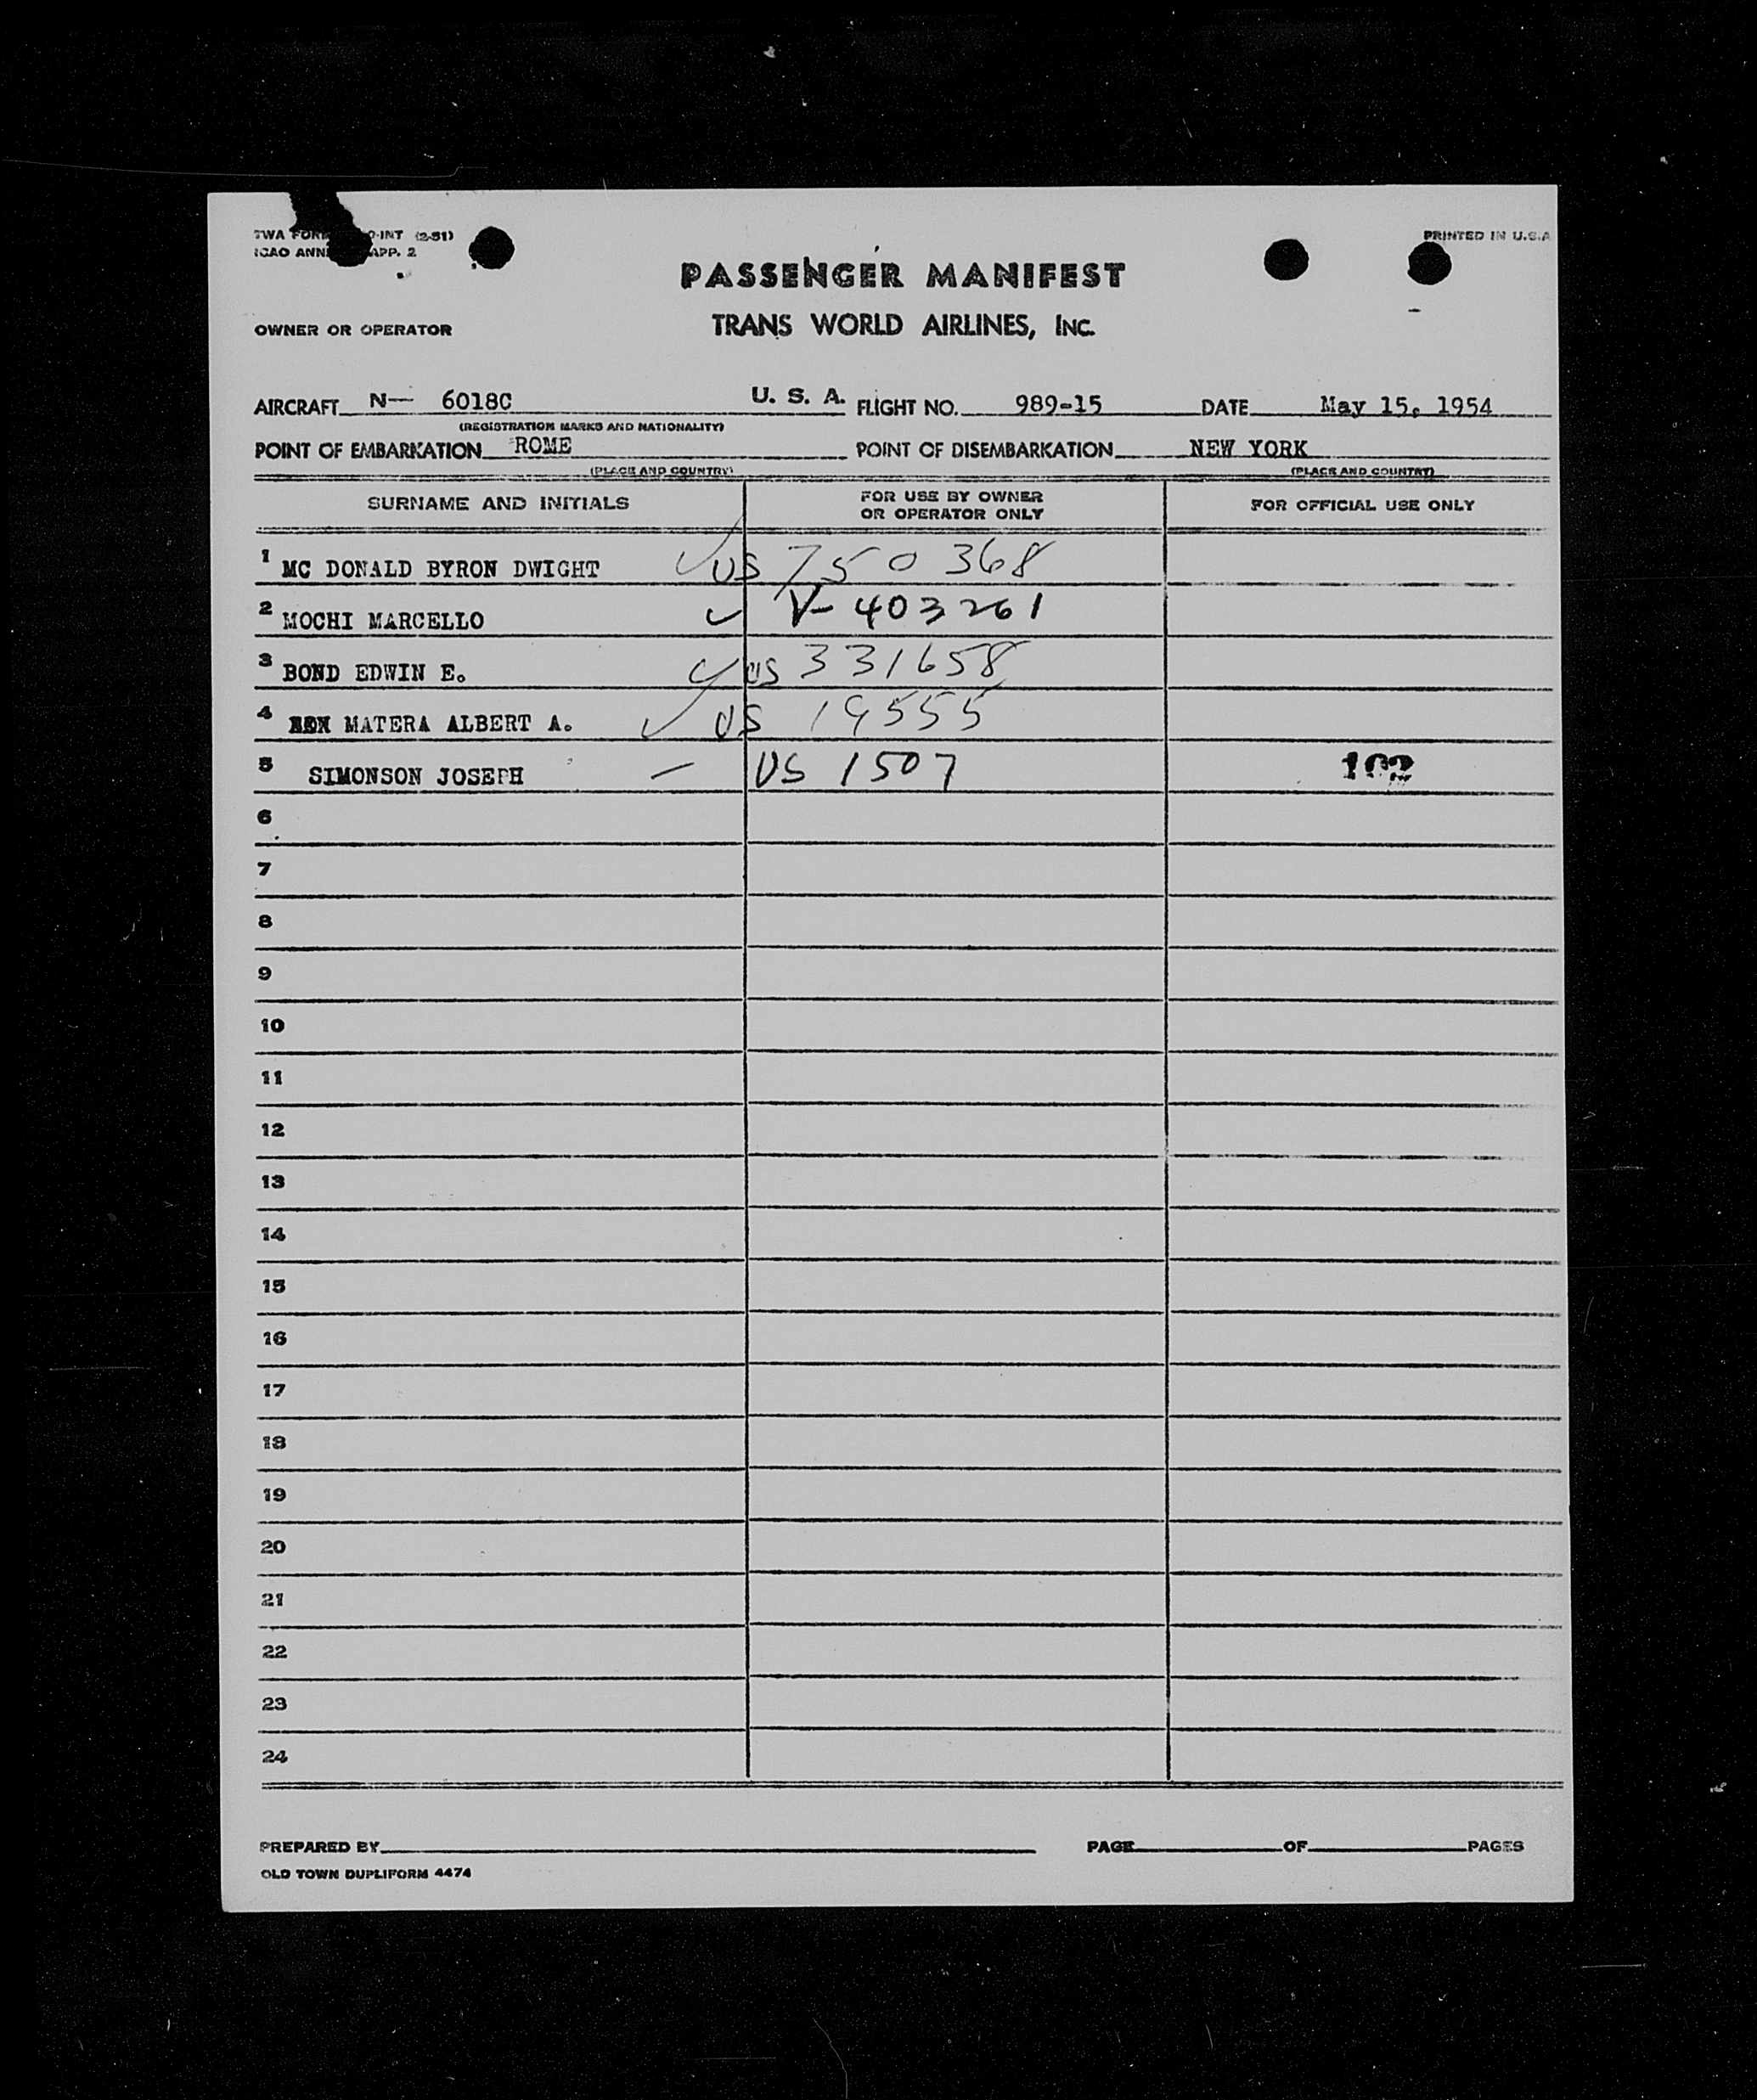 TWA FORM O-INT (2-51)
ICAO ANN APP. 2
PRINTED IN U.S.A
PASSENGER MANIFEST
OWNER OR OPERATOR TRANS WORLD AIRLINES, INC.
AIRCRAFT N— 6018C U. S. A. FLIGHT NO. 989-15 DATE May 15, 1954
(REGISTRATION MARKS AND NATIONALITY)
POINT OF EMBARKATION ROME POINT OF DISEMBARKATION NEW YORK
(PLACE AND COUNTRY) (PLACE AND COUNTRY)
SURNAME AND INITIALS FOR USE BY OWNER OR OPERATOR ONLY FOR OFFICIAL USE ONLY
1 MC DONALD BYRON DWIGHT ✓ US 750368
2 MOCHI MARCELLO ✓ V-403261
3 BOND EDWIN E. ✓ US 331658
4 MATERA ALBERT A. ✓ US 19555
5 SIMONSON JOSEPH — US 1507 102
6
7
8
9
10
11
12
13
14
15
16
17
18
19
20
21
22
23
24
PREPARED BY PAGE OF PAGES
OLD TOWN DUPLIFORM 4474